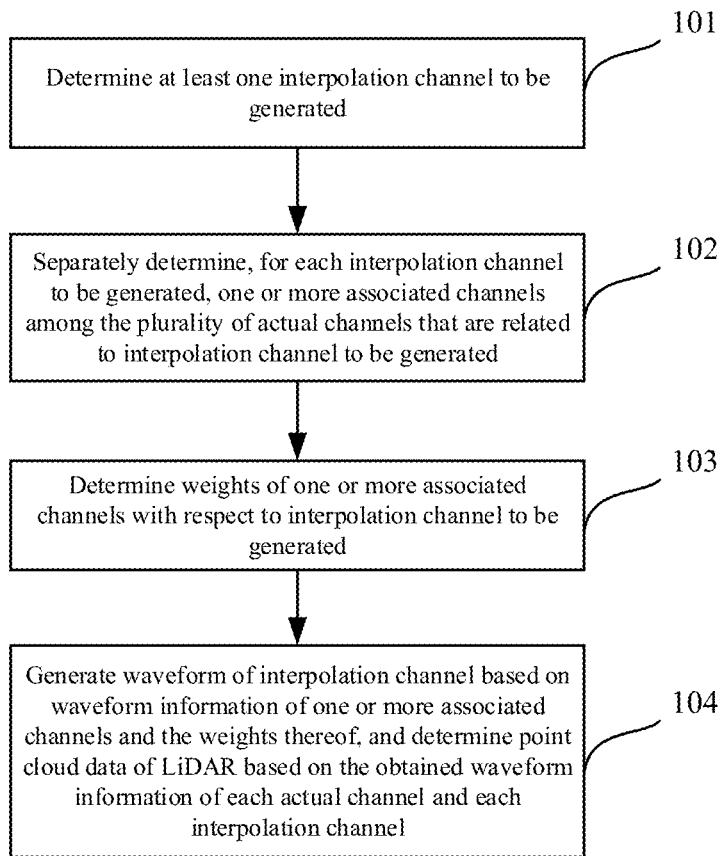 101
Determine at least one interpolation channel to be
generated
102
Separately determine, for each interpolation channel
to be generated, one or more associated channels
among the plurality of actual channels that are related
to interpolation channel to be generated
103
Determine weights of one or more associated
channels with respect to interpolation channel to be
generated
104
Generate waveform of interpolation channel based on
waveform information of one or more associated
channels and the weights thereof, and determine point
cloud data of LiDAR based on the obtained waveform
information of each actual channel and each
interpolation channel